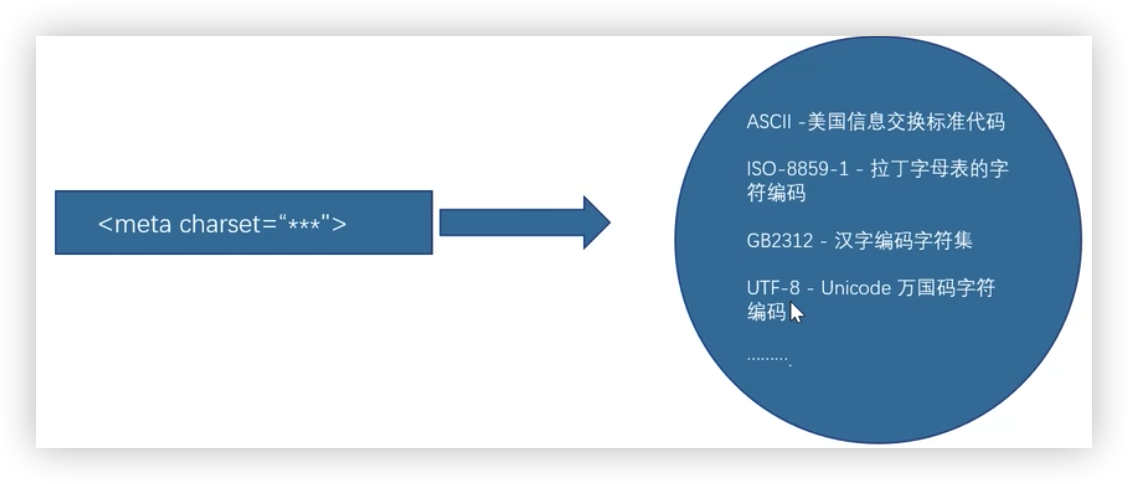 <meta charset=“***">
ASCII -美国信息交换标准代码
ISO-8859-1 - 拉丁字母表的字
符编码
GB2312 - 汉字编码字符集
UTF-8 - Unicode 万国码字符
编码
……….